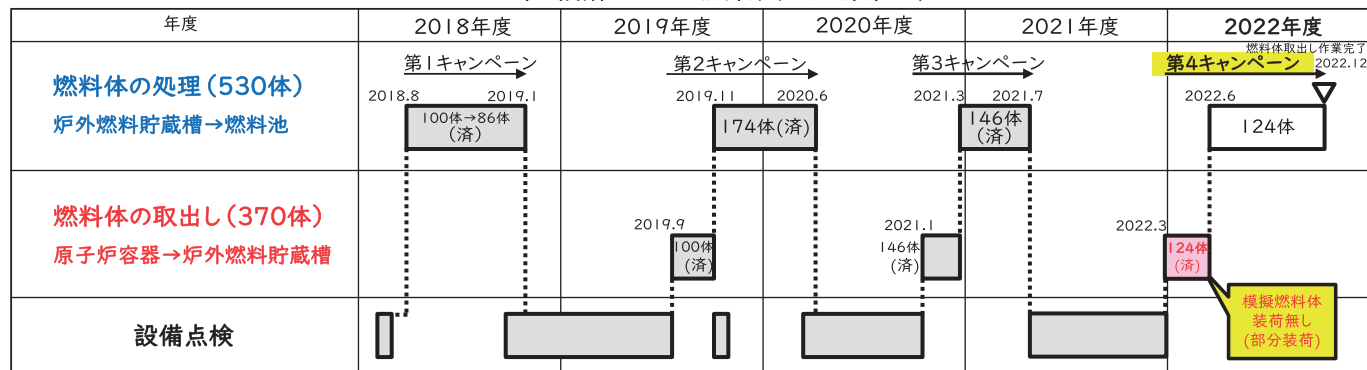 年度
2018年度
2019年度
2020年度
2021年度
2022年度
燃料体取出し作業完了
2022.12
燃料体の処理(530体)
炉外燃料貯蔵槽→燃料池
第1キャンペーン
第2キャンペーン
第3キャンペーン
第4キャンペーン
2018.8
2019.1
2019.11
2020.6
2021.3
2021.7
2022.6
100体→86体
(済)
174体(済)
146体
(済)
124体
燃料体の取出し(370体)
原子炉容器→炉外燃料貯蔵槽
2019.9
2021.1
2022.3
100体
(済)
146体
(済)
124体
(済)
設備点検
模擬燃料体
装荷無し
(部分装荷)